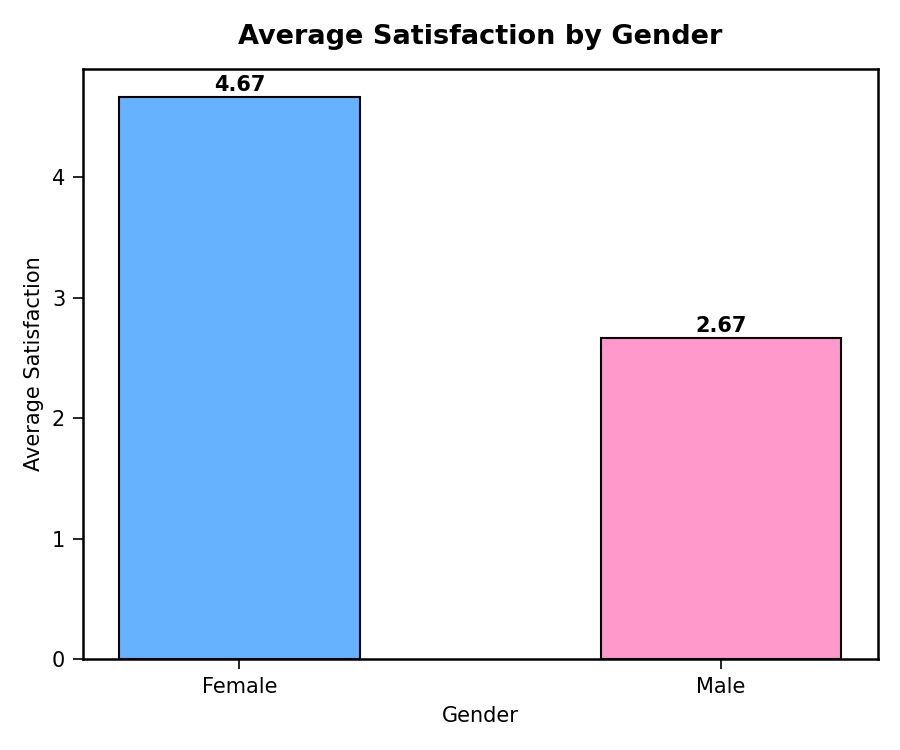 Average Satisfaction by Gender
4.67
2.67
4
3
2
1
0
Average Satisfaction
Female
Male
Gender